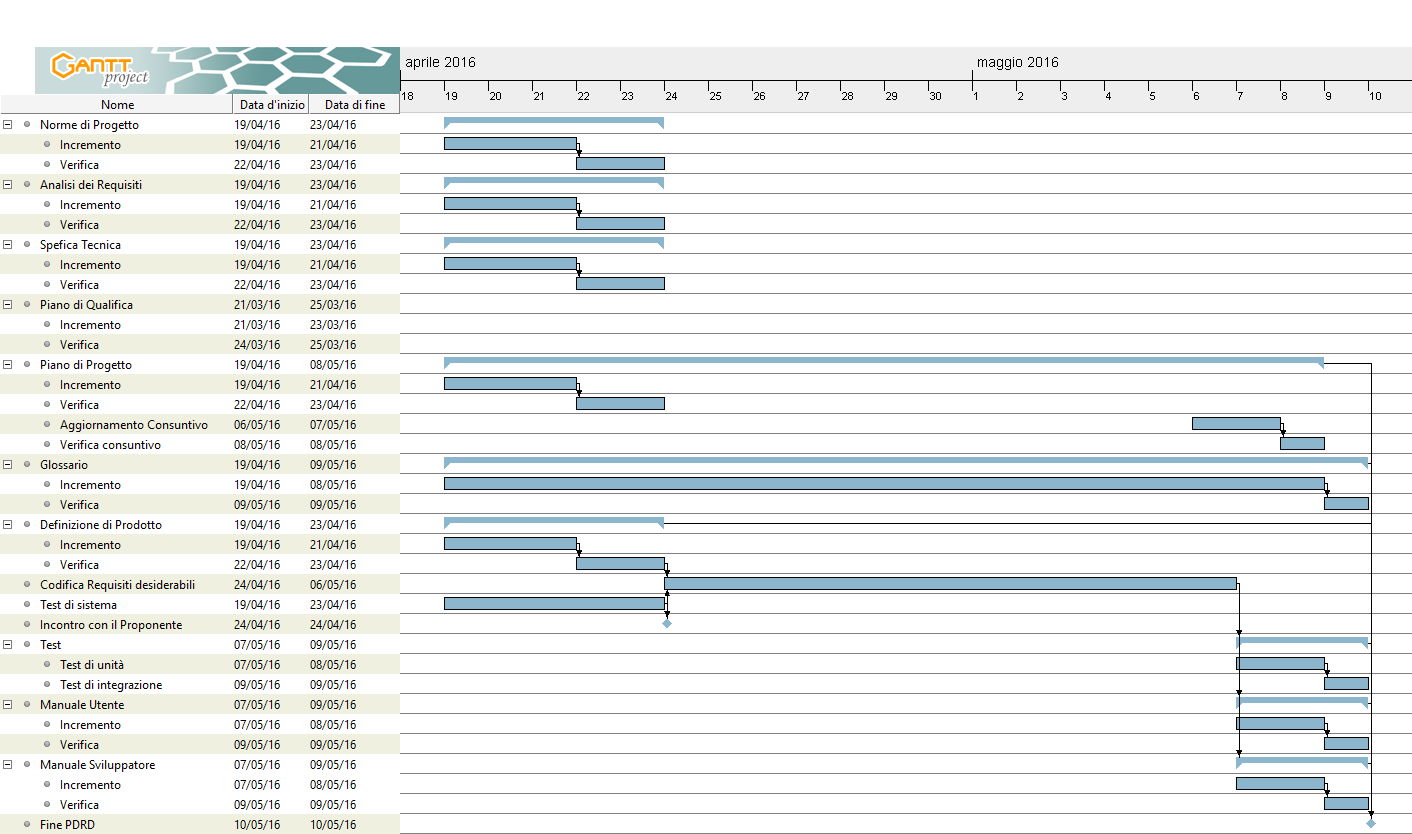 GANTT
project
aprile 2016 maggio 2016
Nome Data d'inizio Data di fine 18 19 20 21 22 23 24 25 26 27 28 29 30 1 2 3 4 5 6 7 8 9 10
Norme di Progetto 19/04/16 23/04/16
Incremento 19/04/16 21/04/16
Verifica 22/04/16 23/04/16
Analisi dei Requisiti 19/04/16 23/04/16
Incremento 19/04/16 21/04/16
Verifica 22/04/16 23/04/16
Spefica Tecnica 19/04/16 23/04/16
Incremento 19/04/16 21/04/16
Verifica 22/04/16 23/04/16
Piano di Qualifica 21/03/16 25/03/16
Incremento 21/03/16 23/03/16
Verifica 24/03/16 25/03/16
Piano di Progetto 19/04/16 08/05/16
Incremento 19/04/16 21/04/16
Verifica 22/04/16 23/04/16
Aggiornamento Consuntivo 06/05/16 07/05/16
Verifica consuntivo 08/05/16 08/05/16
Glossario 19/04/16 09/05/16
Incremento 19/04/16 08/05/16
Verifica 09/05/16 09/05/16
Definizione di Prodotto 19/04/16 23/04/16
Incremento 19/04/16 21/04/16
Verifica 22/04/16 23/04/16
Codifica Requisiti desiderabili 24/04/16 06/05/16
Test di sistema 19/04/16 23/04/16
Incontro con il Proponente 24/04/16 24/04/16
Test 07/05/16 09/05/16
Test di unità 07/05/16 08/05/16
Test di integrazione 09/05/16 09/05/16
Manuale Utente 07/05/16 09/05/16
Incremento 07/05/16 08/05/16
Verifica 09/05/16 09/05/16
Manuale Sviluppatore 07/05/16 09/05/16
Incremento 07/05/16 08/05/16
Verifica 09/05/16 09/05/16
Fine PDRD 10/05/16 10/05/16